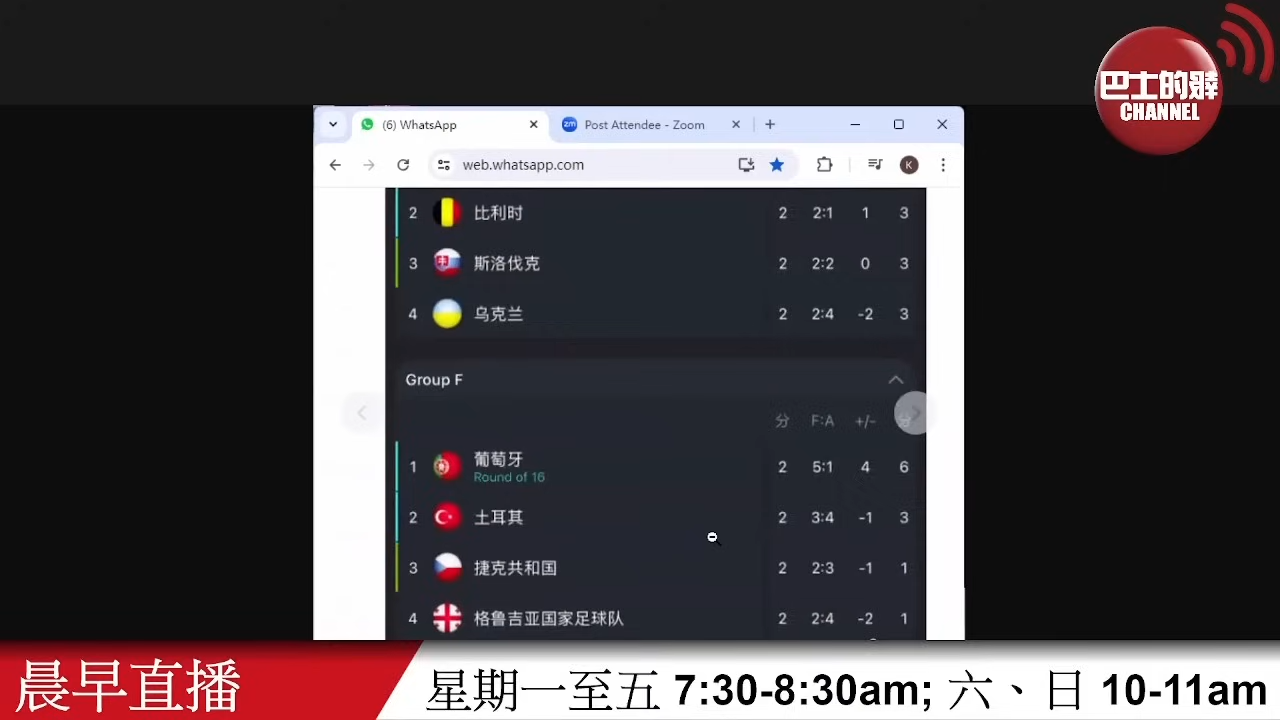 巴士的報
CHANNEL
(6) WhatsApp
zm Post Attendee - Zoom
web.whatsapp.com
K
2 比利时 2 2:1 1 3
3 斯洛伐克 2 2:2 0 3
4 乌克兰 2 2:4 -2 3
Group F
分 F:A +/- 分
1 葡萄牙 2 5:1 4 6
Round of 16
2 土耳其 2 3:4 -1 3
3 捷克共和国 2 2:3 -1 1
4 格鲁吉亚国家足球队 2 2:4 -2 1
晨早直播
星期一至五 7:30-8:30am; 六、日 10-11am